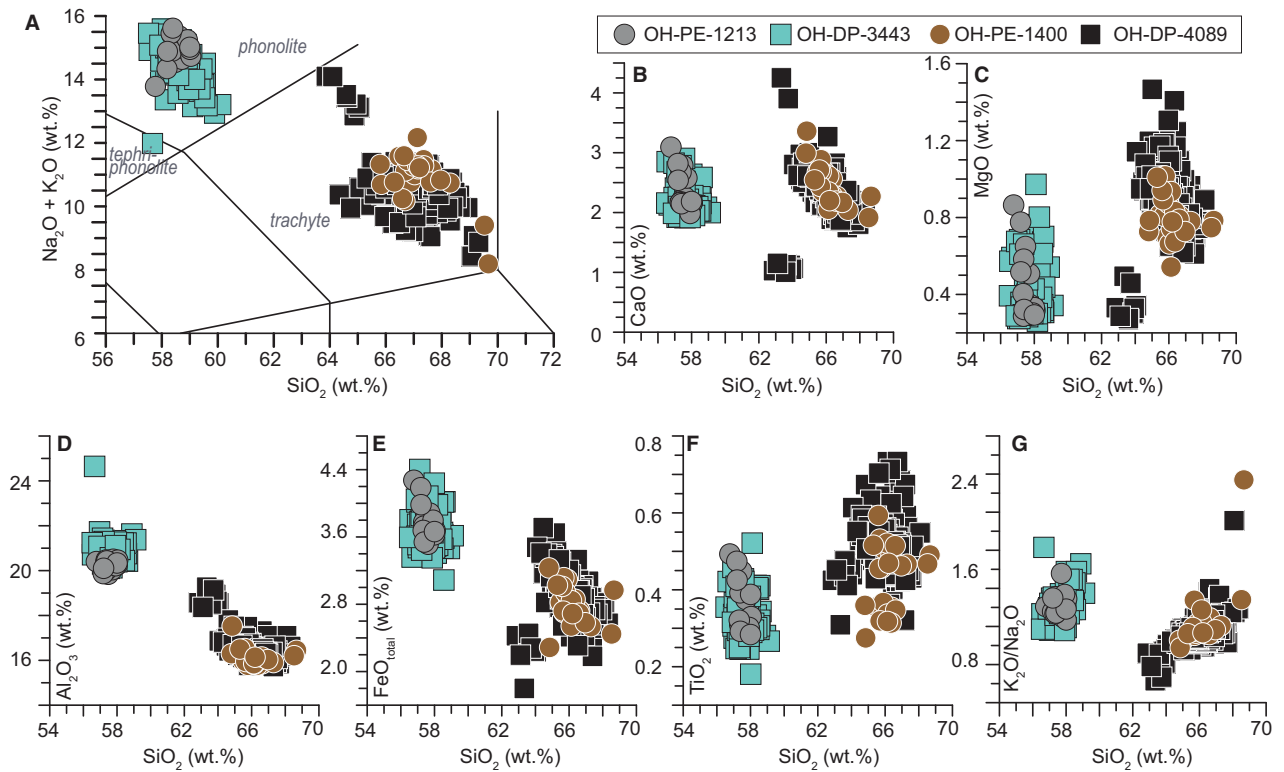 OH-PE-1213 OH-DP-3443 OH-PE-1400 OH-DP-4089
A
16
14
12
10
8
6
Na₂O + K₂O (wt.%)
phonolite
tephri-
phonolite
trachyte
56 58 60 62 64 66 68 70 72
SiO₂ (wt.%)
B
4
3
2
1
0
CaO (wt.%)
54 58 62 66 70
SiO₂ (wt.%)
C
1.6
1.2
0.8
0.4
MgO (wt.%)
54 58 62 66 70
SiO₂ (wt.%)
D
24
20
16
Al₂O₃ (wt.%)
54 58 62 66 70
SiO₂ (wt.%)
E
4.4
3.6
2.8
2.0
FeOtotal (wt.%)
54 58 62 66 70
SiO₂ (wt.%)
F
0.8
0.6
0.4
0.2
TiO₂ (wt.%)
54 58 62 66 70
SiO₂ (wt.%)
G
2.4
1.6
0.8
K₂O/Na₂O
54 58 62 66 70
SiO₂ (wt.%)